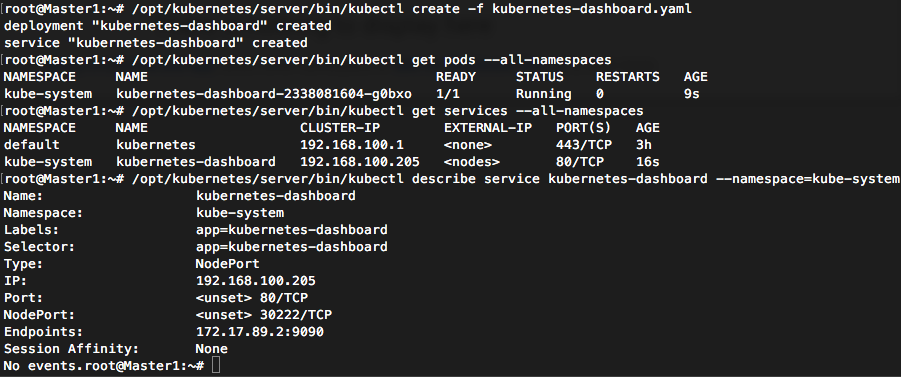 [root@Master1:~# /opt/kubernetes/server/bin/kubectl create -f kubernetes-dashboard.yaml
deployment "kubernetes-dashboard" created
service "kubernetes-dashboard" created
[root@Master1:~# /opt/kubernetes/server/bin/kubectl get pods --all-namespaces
NAMESPACE     NAME                                    READY     STATUS    RESTARTS   AGE
kube-system   kubernetes-dashboard-2338081604-g0bxo   1/1       Running   0          9s
[root@Master1:~# /opt/kubernetes/server/bin/kubectl get services --all-namespaces
NAMESPACE     NAME                   CLUSTER-IP        EXTERNAL-IP   PORT(S)   AGE
default       kubernetes             192.168.100.1     <none>        443/TCP   3h
kube-system   kubernetes-dashboard   192.168.100.205   <nodes>       80/TCP    16s
[root@Master1:~# /opt/kubernetes/server/bin/kubectl describe service kubernetes-dashboard --namespace=kube-system
Name:                   kubernetes-dashboard
Namespace:              kube-system
Labels:                 app=kubernetes-dashboard
Selector:               app=kubernetes-dashboard
Type:                   NodePort
IP:                     192.168.100.205
Port:                   <unset> 80/TCP
NodePort:               <unset> 30222/TCP
Endpoints:              172.17.89.2:9090
Session Affinity:       None
No events.root@Master1:~#